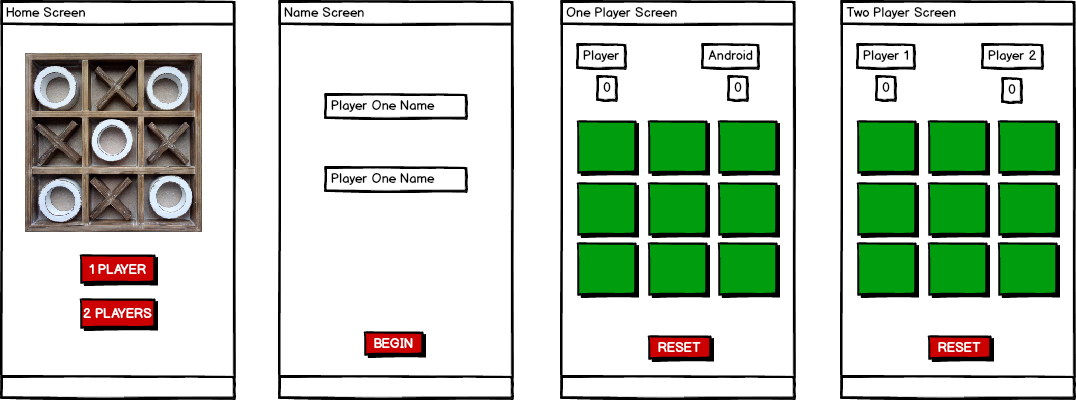 Home Screen
1 PLAYER
2 PLAYERS
Name Screen
Player One Name
Player One Name
BEGIN
One Player Screen
Player
Android
0
0
RESET
Two Player Screen
Player 1
Player 2
0
0
RESET